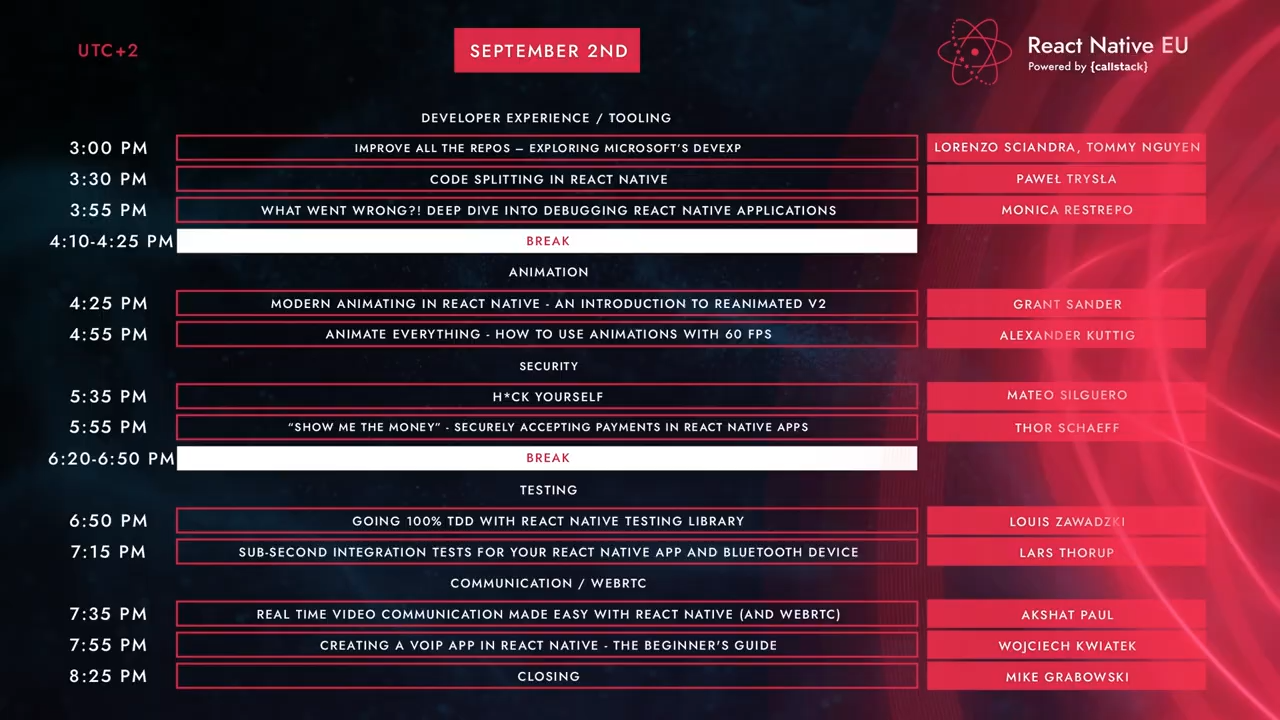 UTC+2
SEPTEMBER 2ND
React Native EU
Powered by {callstack}
DEVELOPER EXPERIENCE / TOOLING
3:00 PM IMPROVE ALL THE REPOS – EXPLORING MICROSOFT'S DEVEXP LORENZO SCIANDRA, TOMMY NGUYEN
3:30 PM CODE SPLITTING IN REACT NATIVE PAWEŁ TRYSŁA
3:55 PM WHAT WENT WRONG?! DEEP DIVE INTO DEBUGGING REACT NATIVE APPLICATIONS MONICA RESTREPO
4:10-4:25 PM BREAK
ANIMATION
4:25 PM MODERN ANIMATING IN REACT NATIVE - AN INTRODUCTION TO REANIMATED V2 GRANT SANDER
4:55 PM ANIMATE EVERYTHING - HOW TO USE ANIMATIONS WITH 60 FPS ALEXANDER KUTTIG
SECURITY
5:35 PM H*CK YOURSELF MATEO SILGUERO
5:55 PM “SHOW ME THE MONEY” - SECURELY ACCEPTING PAYMENTS IN REACT NATIVE APPS THOR SCHAEFF
6:20-6:50 PM BREAK
TESTING
6:50 PM GOING 100% TDD WITH REACT NATIVE TESTING LIBRARY LOUIS ZAWADZKI
7:15 PM SUB-SECOND INTEGRATION TESTS FOR YOUR REACT NATIVE APP AND BLUETOOTH DEVICE LARS THORUP
COMMUNICATION / WEBRTC
7:35 PM REAL TIME VIDEO COMMUNICATION MADE EASY WITH REACT NATIVE (AND WEBRTC) AKSHAT PAUL
7:55 PM CREATING A VOIP APP IN REACT NATIVE - THE BEGINNER'S GUIDE WOJCIECH KWIATEK
8:25 PM CLOSING MIKE GRABOWSKI